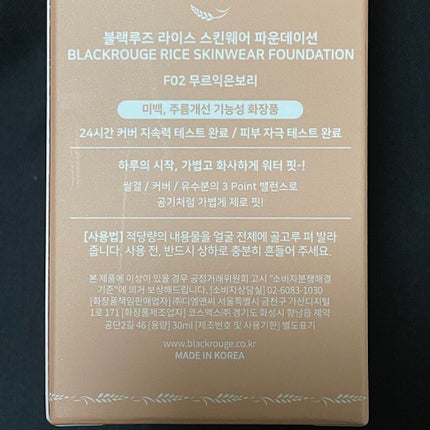 블랙루즈 라이스 스킨웨어 파운데이션
BLACKROUGE RICE SKINWEAR FOUNDATION
F02 무르익은보리
미백, 주름개선 기능성 화장품
24시간 커버 지속력 테스트 완료 / 피부 자극 테스트 완료
하루의 시작, 가볍고 화사하게 워터 핏-!
쌀결 / 커버 / 유수분의 3 Point 밸런스로
공기처럼 가볍게 제로 핏!
[사용법] 적당량의 내용물을 얼굴 전체에 골고루 펴 발라
줍니다. 사용 전, 반드시 상하로 충분히 흔들어 주세요.
본 제품에 이상이 있을 경우 공정거래위원회 고시 "소비자분쟁해결
기준"에 의거 보상해드립니다. [소비자상담실] 02-6083-1030
[화장품책임판매업자] ㈜디엠앤씨 서울특별시 금천구 가산디지털
1로 171 [화장품제조업자] 코스맥스㈜ 경기도 화성시 향남읍 제약
공단2길 46 [용량] 30ml [제조번호 및 사용기한] 별도표기
www.blackrouge.co.kr
MADE IN KOREA